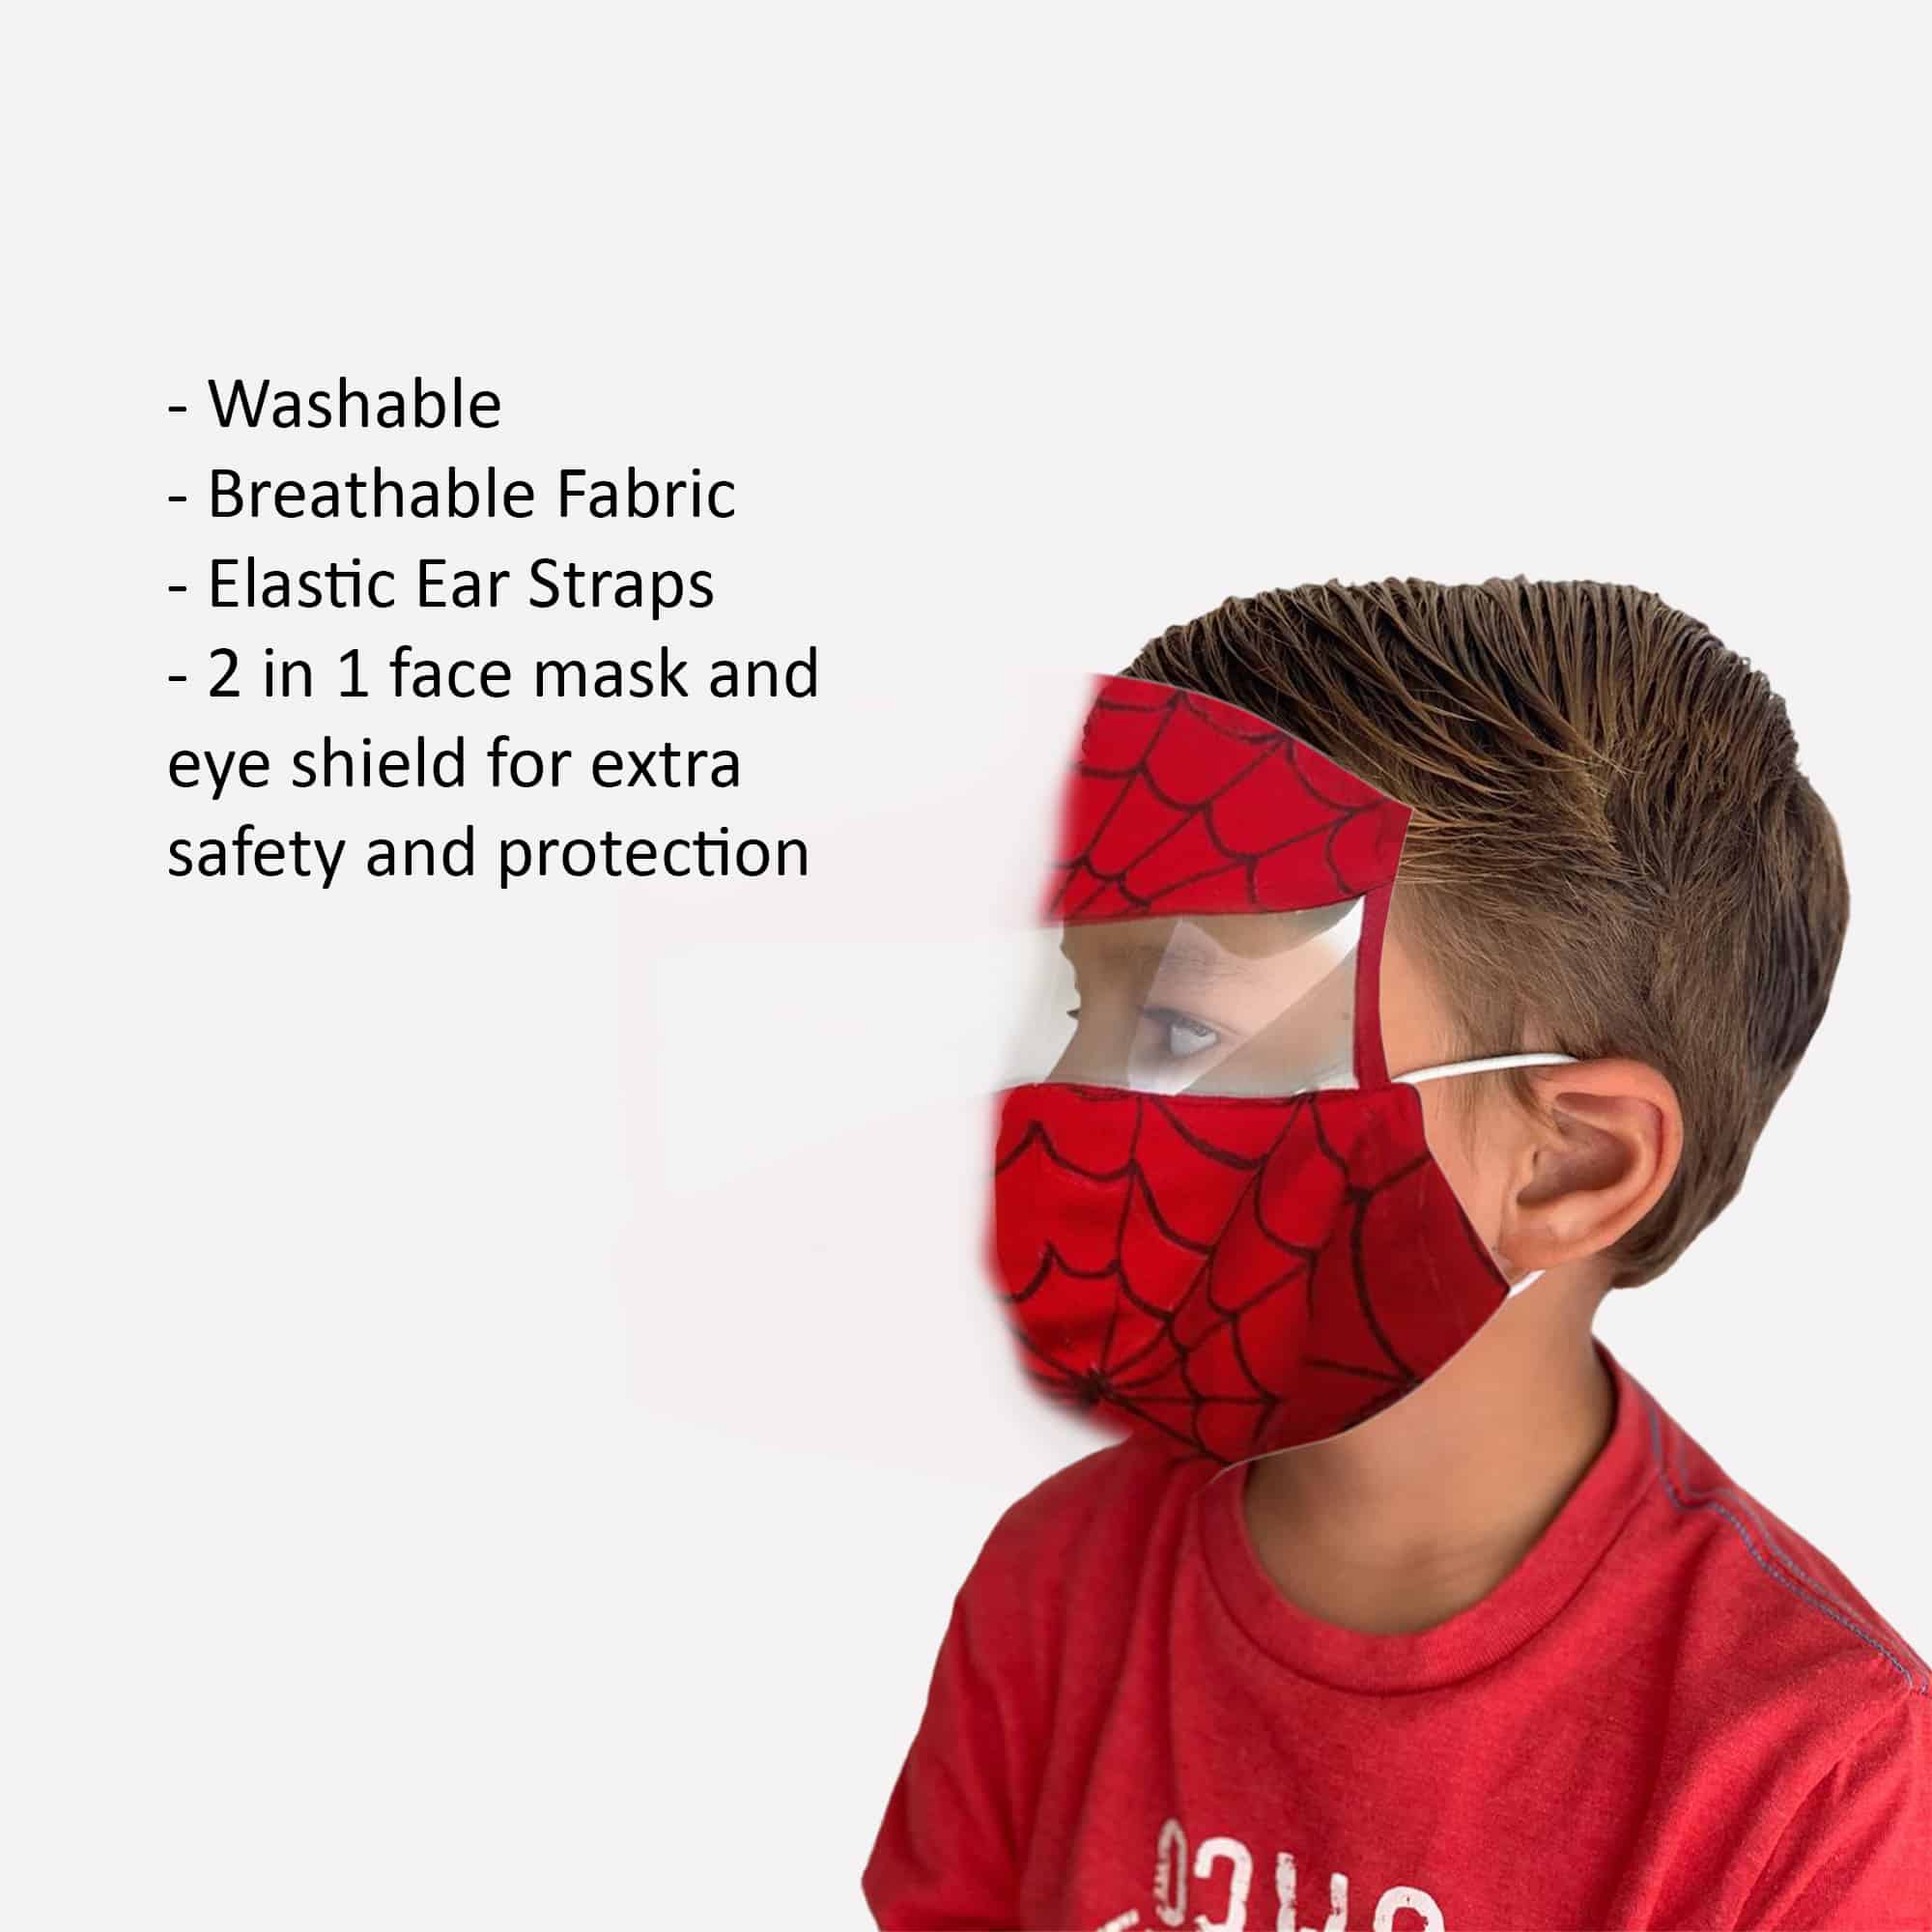 - Washable
- Breathable Fabric
- Elastic Ear Straps
- 2 in 1 face mask and
eye shield for extra
safety and protection